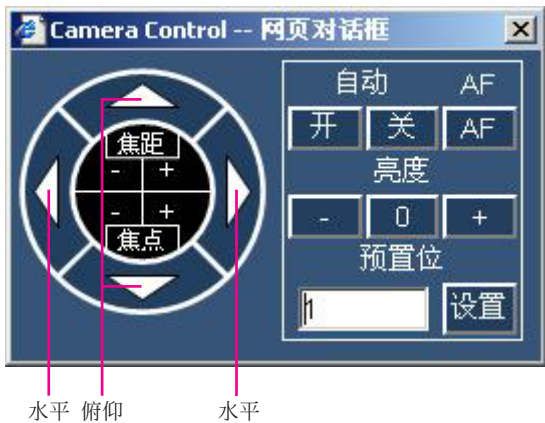 Camera Control -- 网页对话框
焦距
- +
- +
焦点
自动 AF
开 关 AF
亮度
- 0 +
预置位
1 设置
水平 俯仰 水平